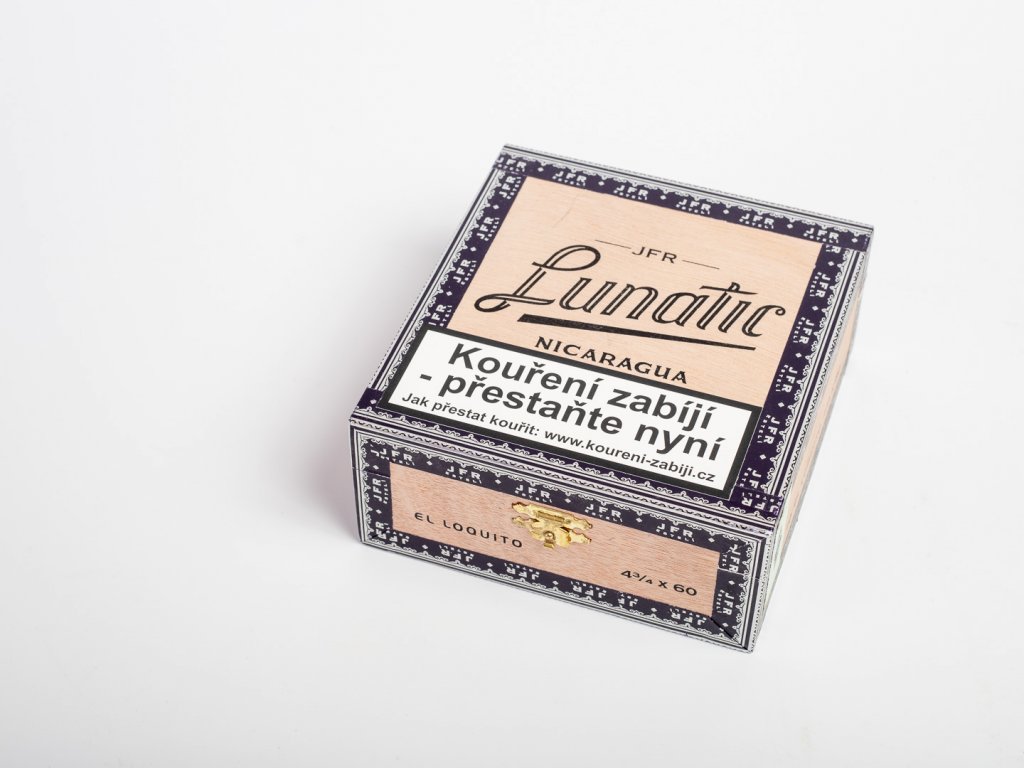 JFR
Lunatic
NICARAGUA
Kouření zabíjí
- přestaňte nyní
Jak přestat kouřit: www.koureni-zabiji.cz
EL LOQUITO
4¾ x 60